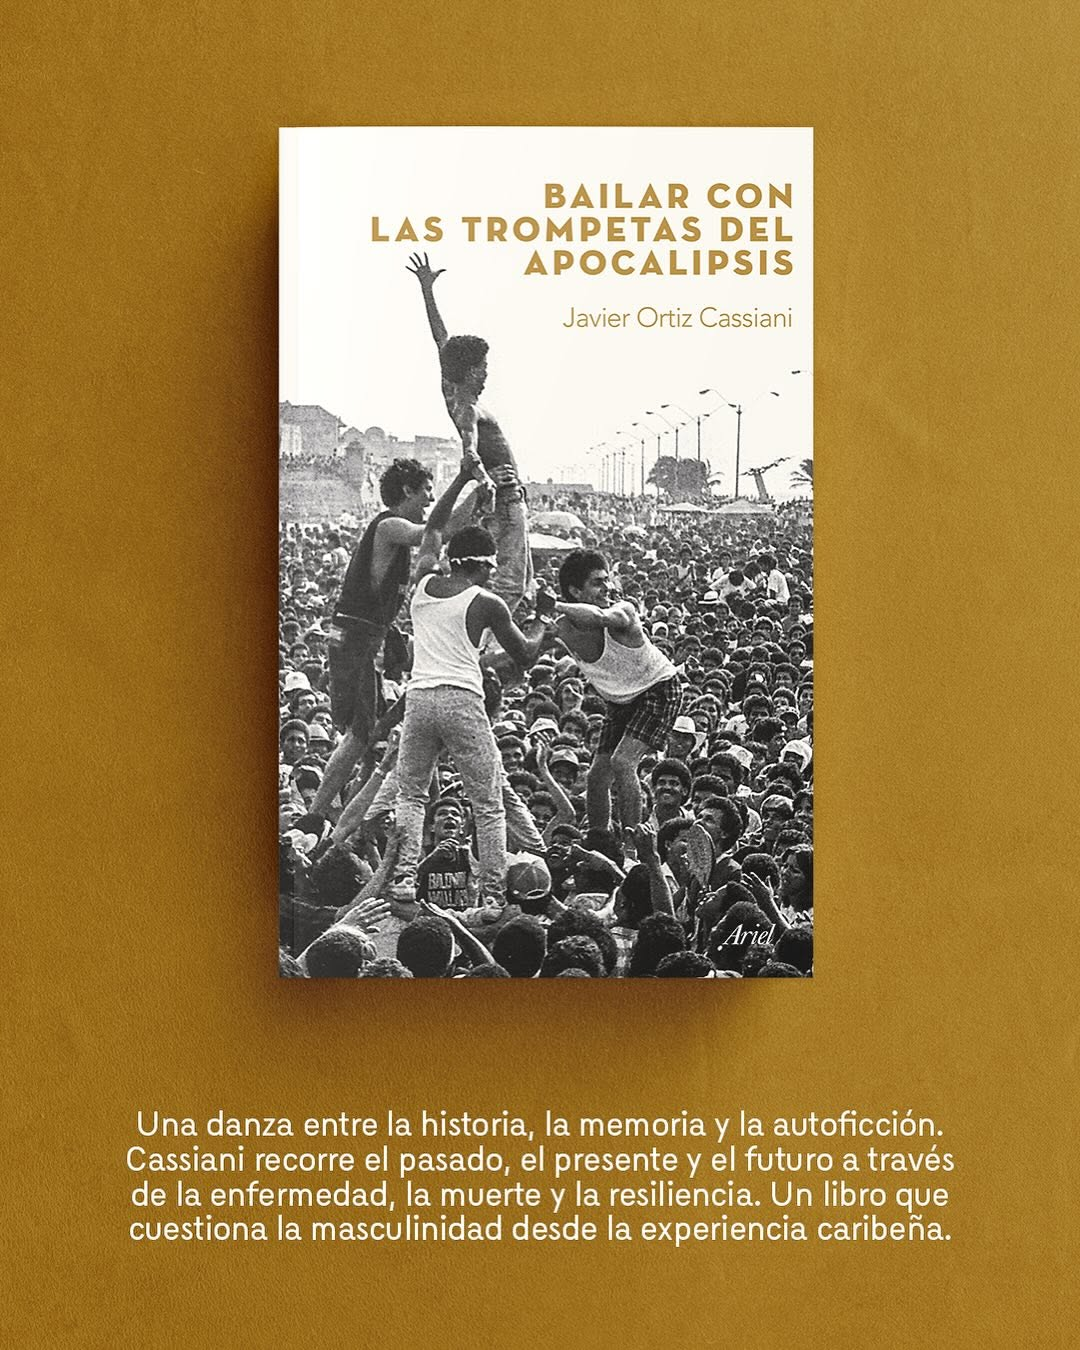 BAILAR CON
LAS TROMPETAS DEL
APOCALIPSIS
Javier Ortiz Cassiani
Ariel
Una danza entre la historia, la memoria y la autoficción.
Cassiani recorre el pasado, el presente y el futuro a través
de la enfermedad, la muerte y la resiliencia. Un libro que
cuestiona la masculinidad desde la experiencia caribeña.